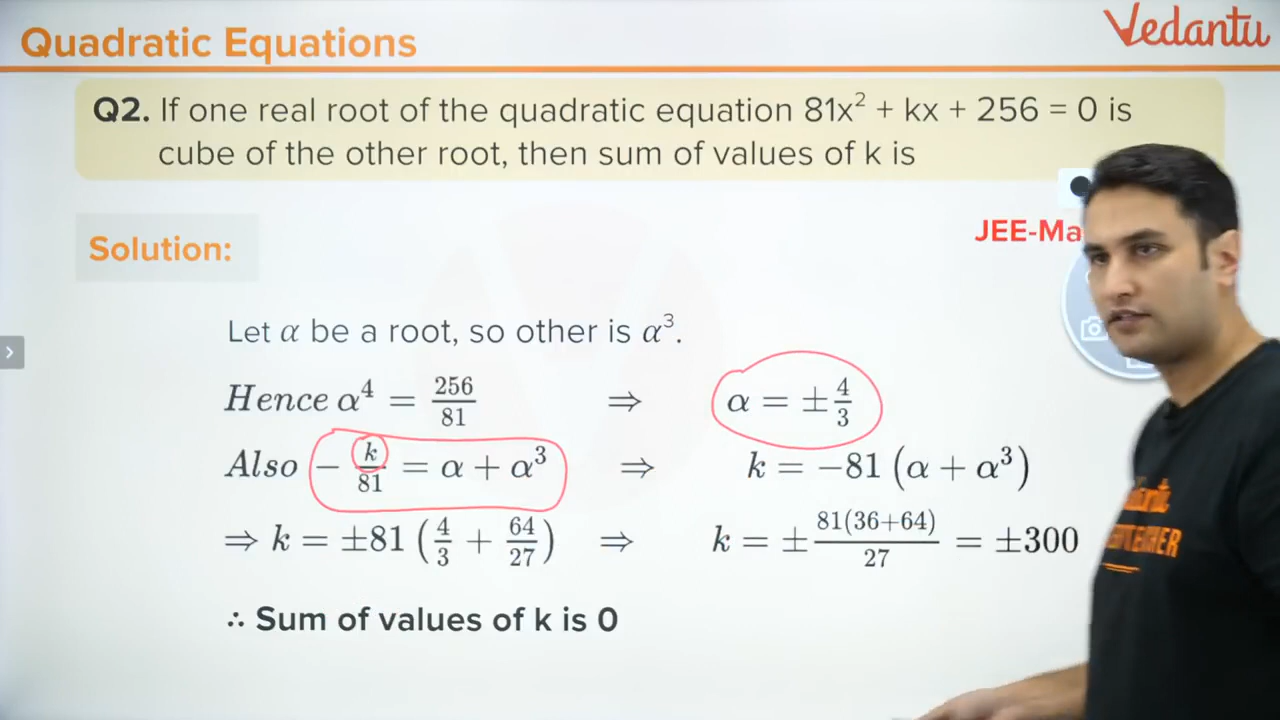 Quadratic Equations
Vedantu
Q2. If one real root of the quadratic equation 81x² + kx + 256 = 0 is
cube of the other root, then sum of values of k is
JEE-Ma
Solution:
Let α be a root, so other is α³.
Hence α⁴ = 256/81 ⇒ α = ± 4/3
Also − k/81 = α + α³ ⇒ k = −81 (α + α³)
⇒ k = ±81 (4/3 + 64/27) ⇒ k = ± 81(36+64)/27 = ±300
∴ Sum of values of k is 0